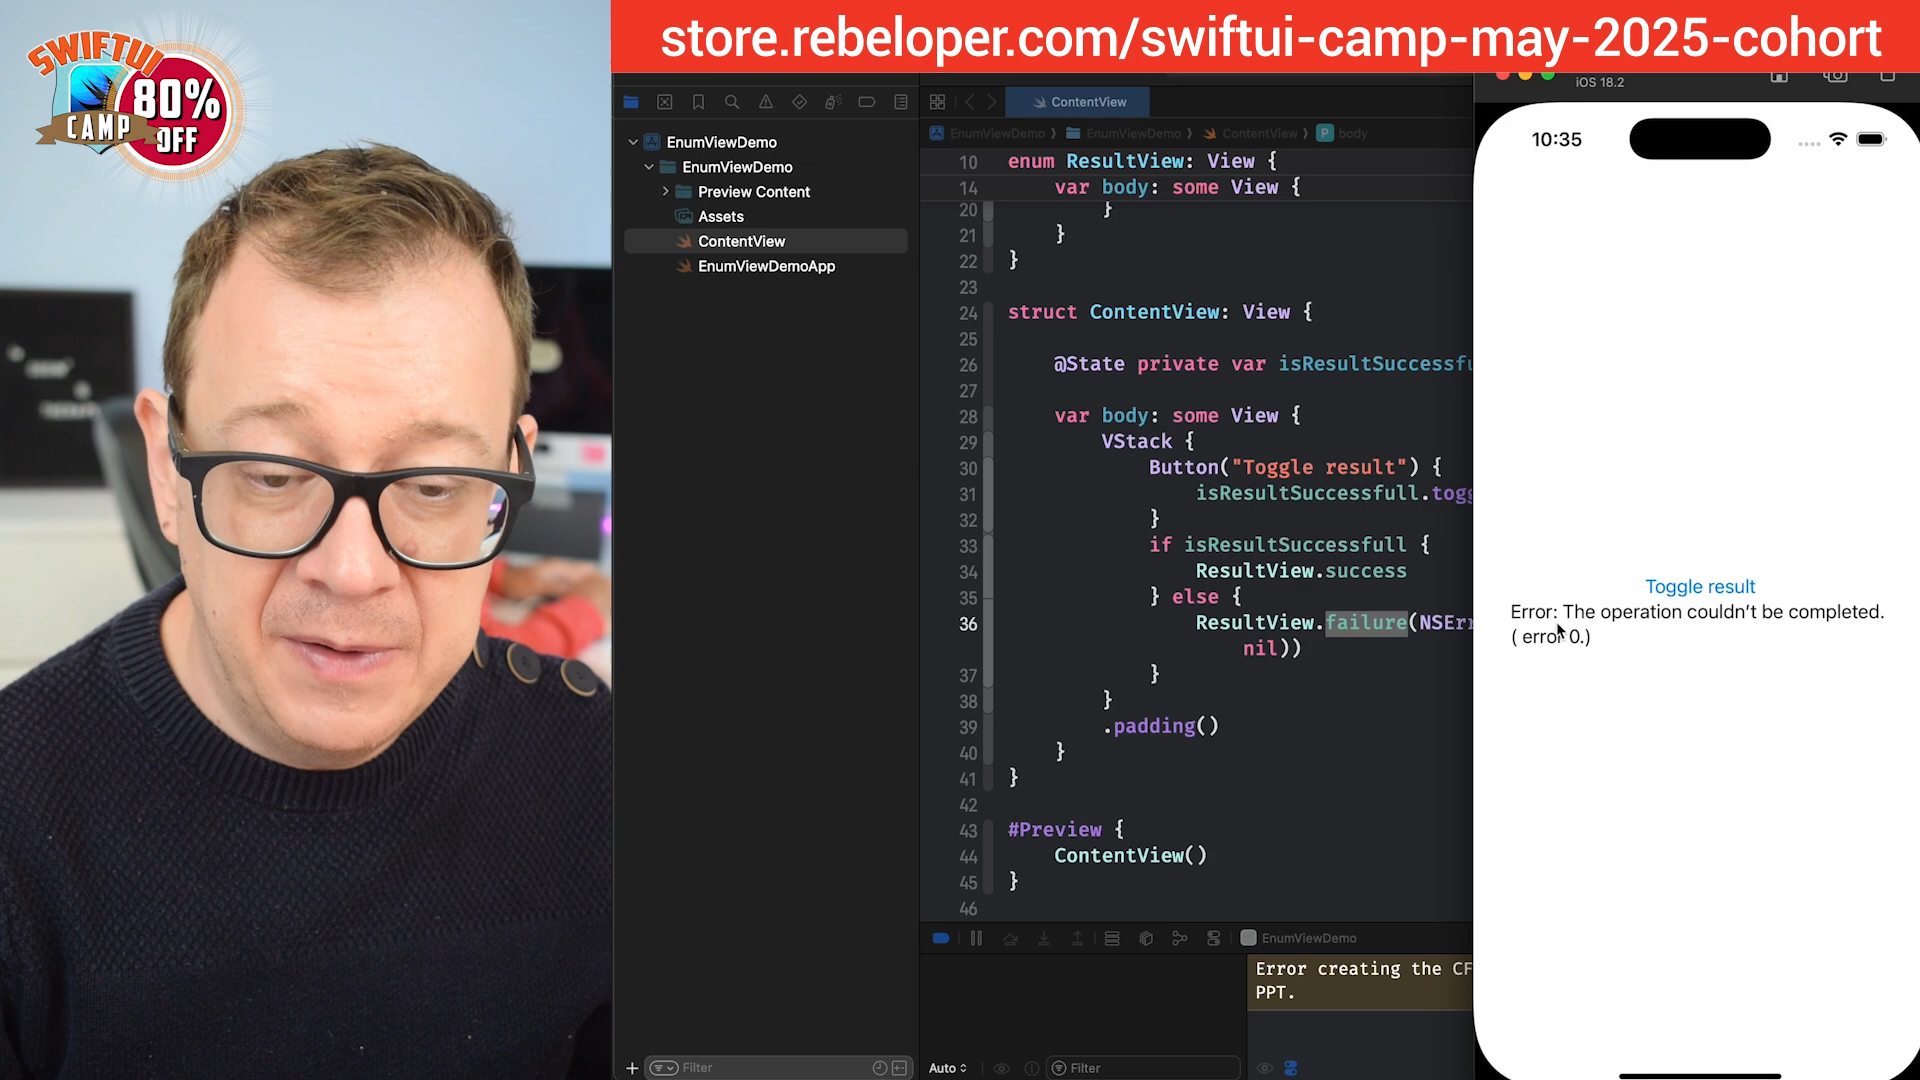 store.rebeloper.com/swiftui-camp-may-2025-cohort
SWIFTUI
CAMP
80%
OFF
iOS 18.2
EnumViewDemo
EnumViewDemo
Preview Content
Assets
ContentView
EnumViewDemoApp
ContentView
EnumViewDemo
EnumViewDemo
ContentView
P
body
10 enum ResultView: View {
14 var body: some View {
20 }
21 }
22 }
23
24 struct ContentView: View {
25
26 @State private var isResultSuccessfu
27
28 var body: some View {
29 VStack {
30 Button("Toggle result") {
31 isResultSuccessfull.togg
32 }
33 if isResultSuccessfull {
34 ResultView.success
35 } else {
36 ResultView.failure(NSErr
nil))
37 }
38 }
39 .padding()
40 }
41 }
42
43 #Preview {
44 ContentView()
45 }
46
EnumViewDemo
Error creating the CF
PPT.
Filter
Auto
Filter
10:35
Toggle result
Error: The operation couldn't be completed.
( error 0.)